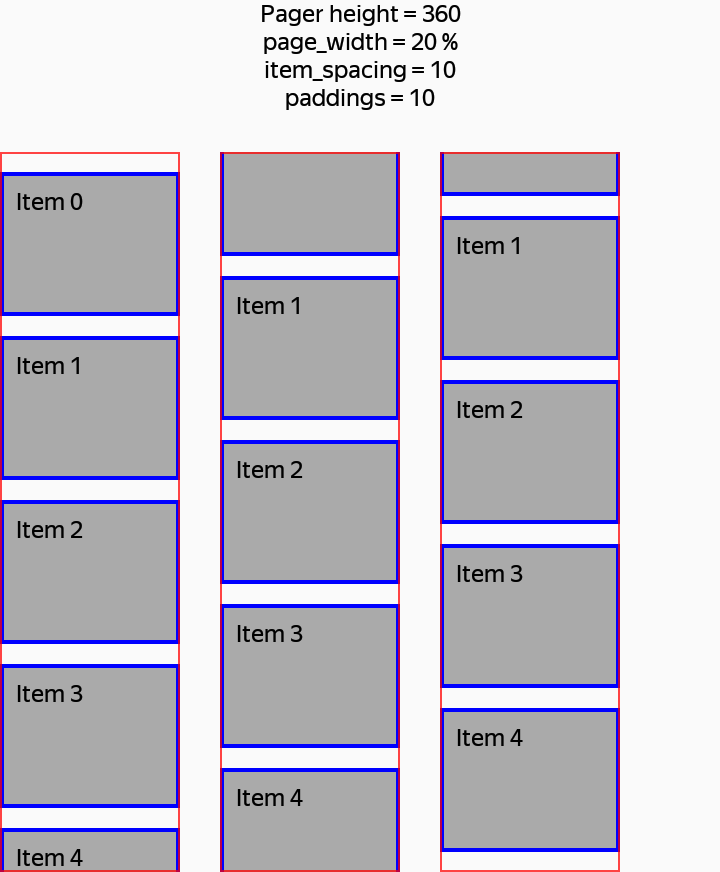 Pager height = 360
page_width = 20 %
item_spacing = 10
paddings = 10
Item 0
Item 1
Item 2
Item 3
Item 4
Item 1
Item 2
Item 3
Item 4
Item 1
Item 2
Item 3
Item 4